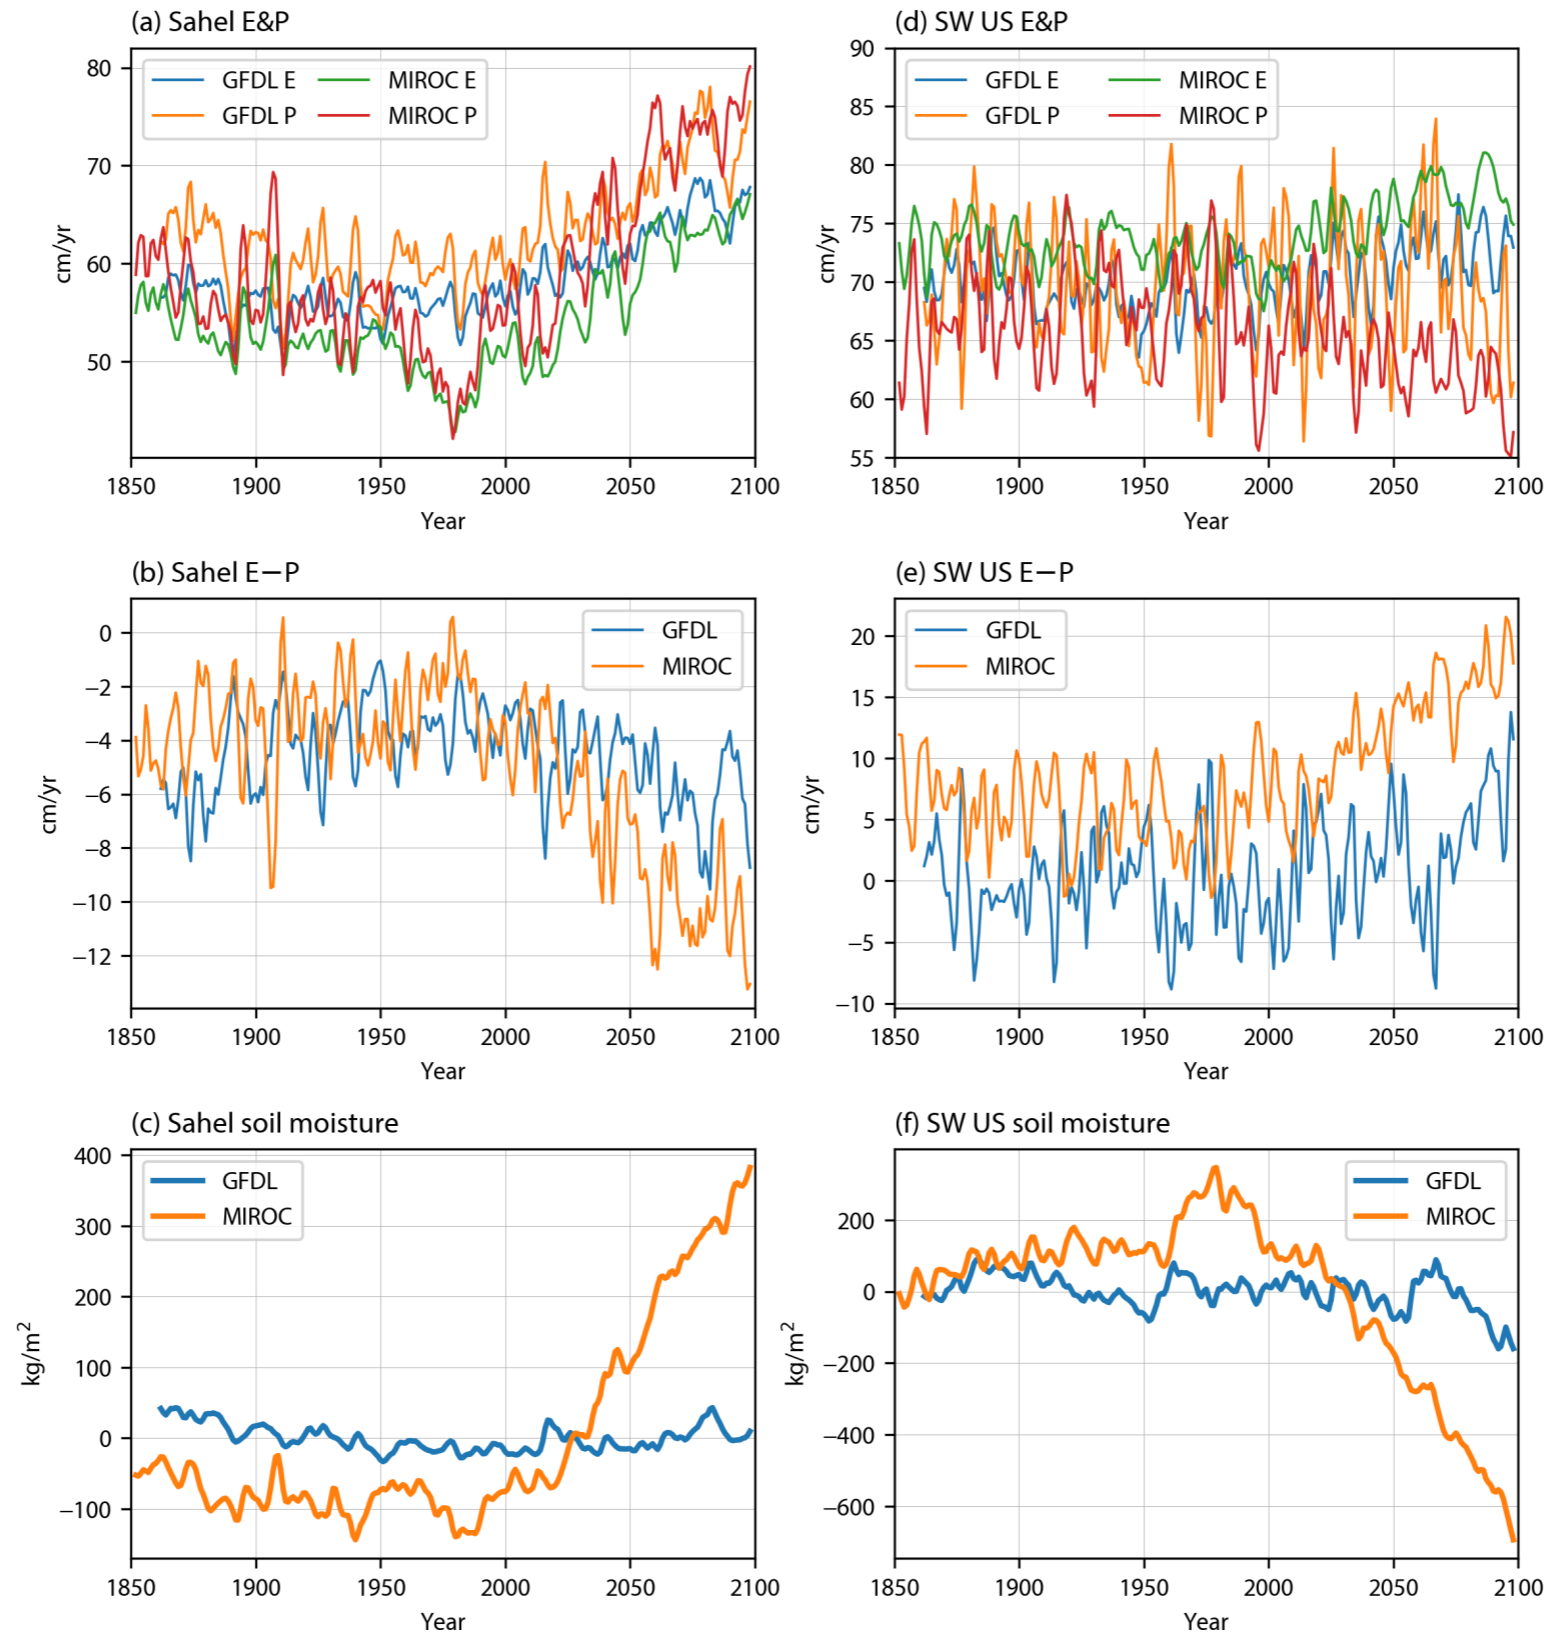 (a) Sahel E&P
80
70
60
50
cm/yr
GFDL E
GFDL P
MIROC E
MIROC P
1850 1900 1950 2000 2050 2100
Year
(d) SW US E&P
90
85
80
75
70
65
60
55
cm/yr
GFDL E
GFDL P
MIROC E
MIROC P
1850 1900 1950 2000 2050 2100
Year
(b) Sahel E−P
0
−2
−4
−6
−8
−10
−12
cm/yr
GFDL
MIROC
1850 1900 1950 2000 2050 2100
Year
(e) SW US E−P
20
15
10
5
0
−5
−10
cm/yr
GFDL
MIROC
1850 1900 1950 2000 2050 2100
Year
(c) Sahel soil moisture
400
300
200
100
0
−100
kg/m²
GFDL
MIROC
1850 1900 1950 2000 2050 2100
Year
(f) SW US soil moisture
200
0
−200
−400
−600
kg/m²
GFDL
MIROC
1850 1900 1950 2000 2050 2100
Year